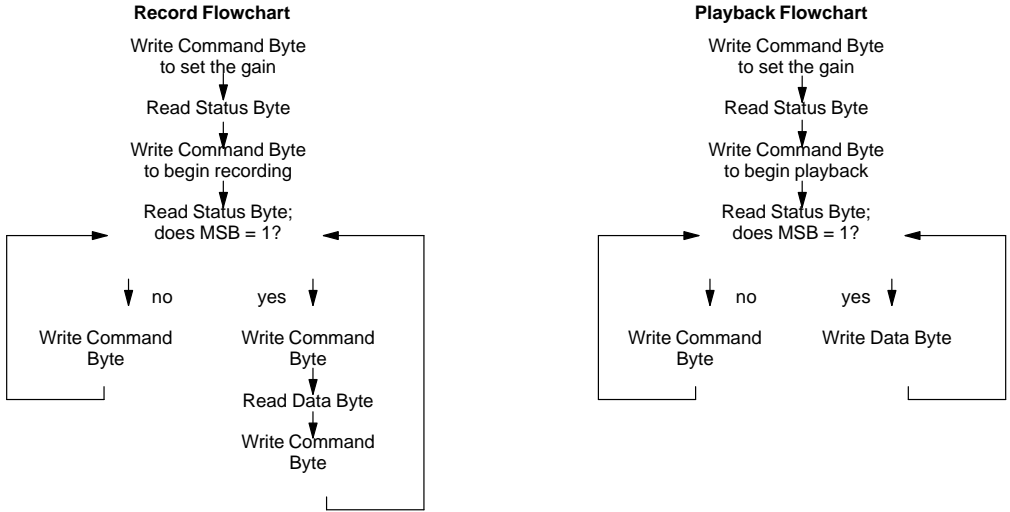 Record Flowchart
Write Command Byte
to set the gain
Read Status Byte
Write Command Byte
to begin recording
Read Status Byte;
does MSB = 1?
no
yes
Write Command
Byte
Write Command
Byte
Read Data Byte
Write Command
Byte
Playback Flowchart
Write Command Byte
to set the gain
Read Status Byte
Write Command Byte
to begin playback
Read Status Byte;
does MSB = 1?
no
yes
Write Command
Byte
Write Data Byte